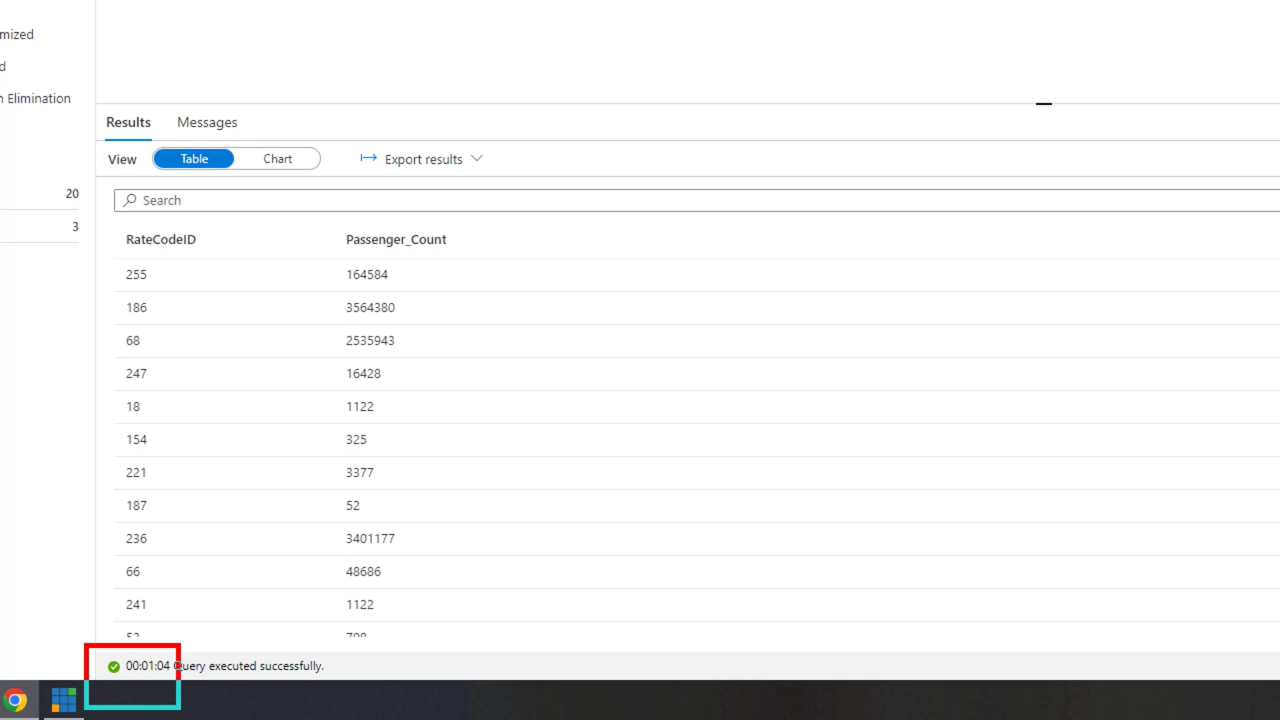 mized
d
n Elimination
20
3
Results Messages
View Table Chart Export results
Search
RateCodeID Passenger_Count
255 164584
186 3564380
68 2535943
247 16428
18 1122
154 325
221 3377
187 52
236 3401177
66 48686
241 1122
00:01:04 Query executed successfully.